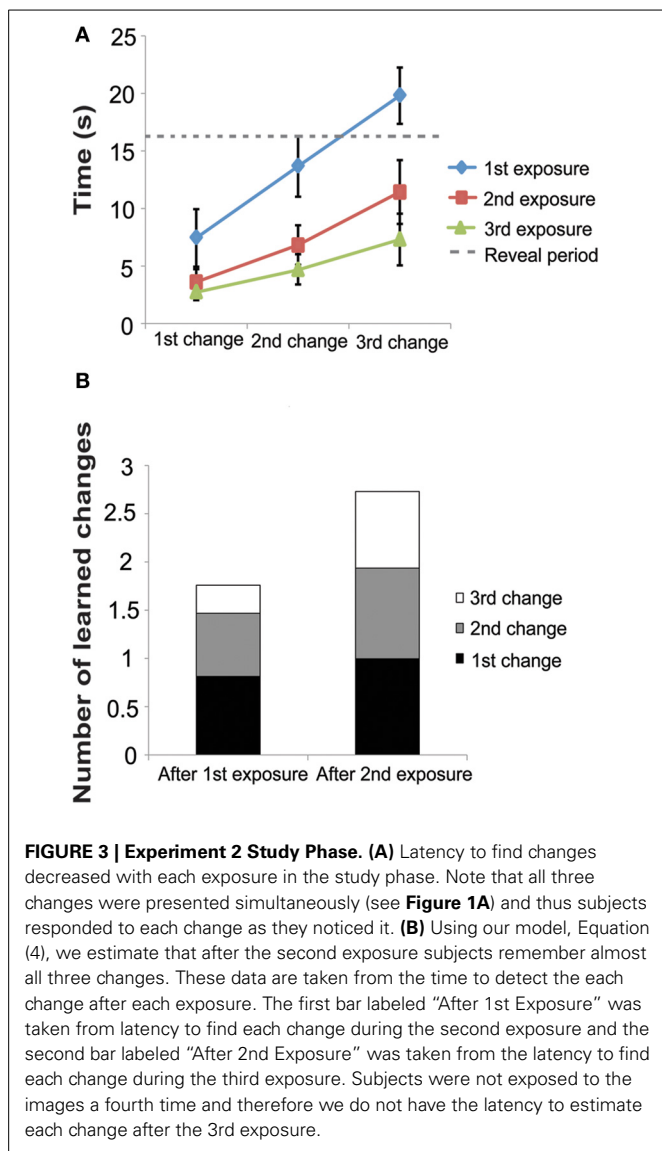 A
25
20
15
10
5
0
Time (s)
1st change 2nd change 3rd change
1st exposure
2nd exposure
3rd exposure
Reveal period
B
3
2.5
2
1.5
1
0.5
0
Number of learned changes
After 1st exposure After 2nd exposure
3rd change
2nd change
1st change
FIGURE 3 | Experiment 2 Study Phase. (A) Latency to find changes
decreased with each exposure in the study phase. Note that all three
changes were presented simultaneously (see Figure 1A) and thus subjects
responded to each change as they noticed it. (B) Using our model, Equation
(4), we estimate that after the second exposure subjects remember almost
all three changes. These data are taken from the time to detect the each
change after each exposure. The first bar labeled “After 1st Exposure” was
taken from latency to find each change during the second exposure and the
second bar labeled “After 2nd Exposure” was taken from the latency to find
each change during the third exposure. Subjects were not exposed to the
images a fourth time and therefore we do not have the latency to estimate
each change after the 3rd exposure.